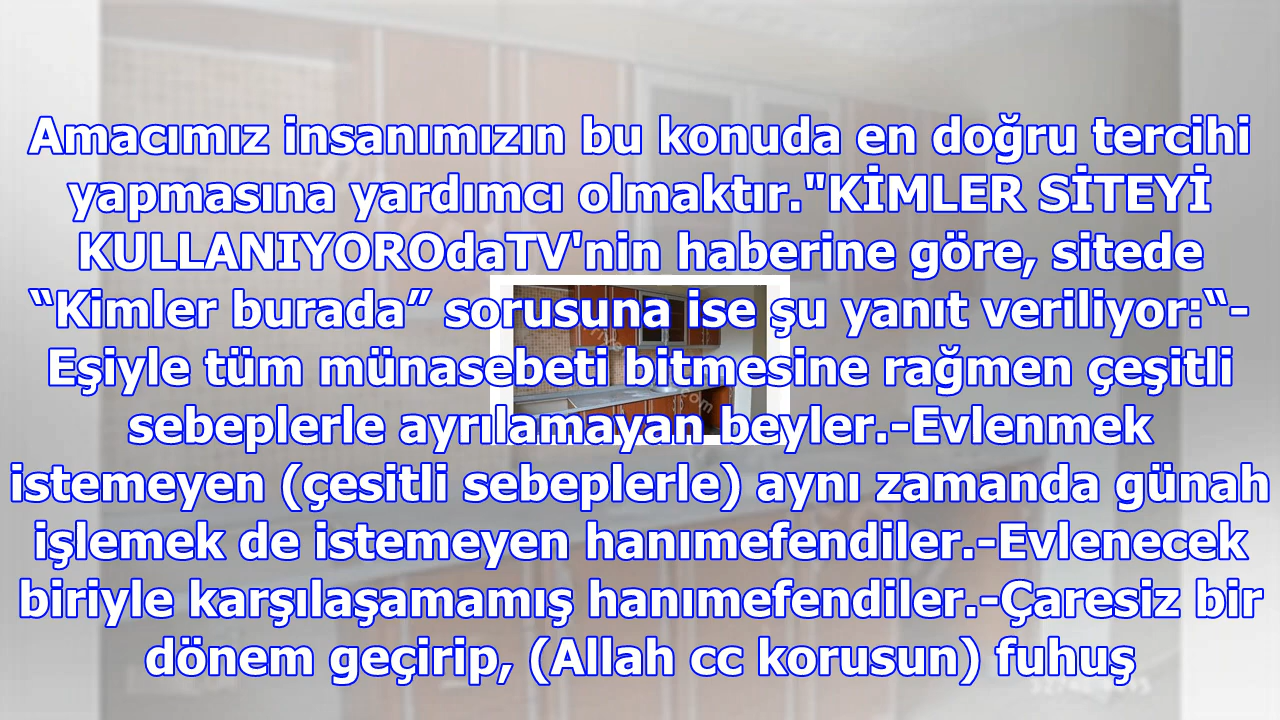 Amacımız insanımızın bu konuda en doğru tercihi
yapmasına yardımcı olmaktır."KİMLER SİTEYİ
KULLANIYOROdaTV'nin haberine göre, sitede
“Kimler burada” sorusuna ise şu yanıt veriliyor:“-
Eşiyle tüm münasebeti bitmesine rağmen çeşitli
sebeplerle ayrılamayan beyler.-Evlenmek
istemeyen (çesitli sebeplerle) aynı zamanda günah
işlemek de istemeyen hanımefendiler.-Evlenecek
biriyle karşılaşamamış hanımefendiler.-Çaresiz bir
dönem geçirip, (Allah cc korusun) fuhuş